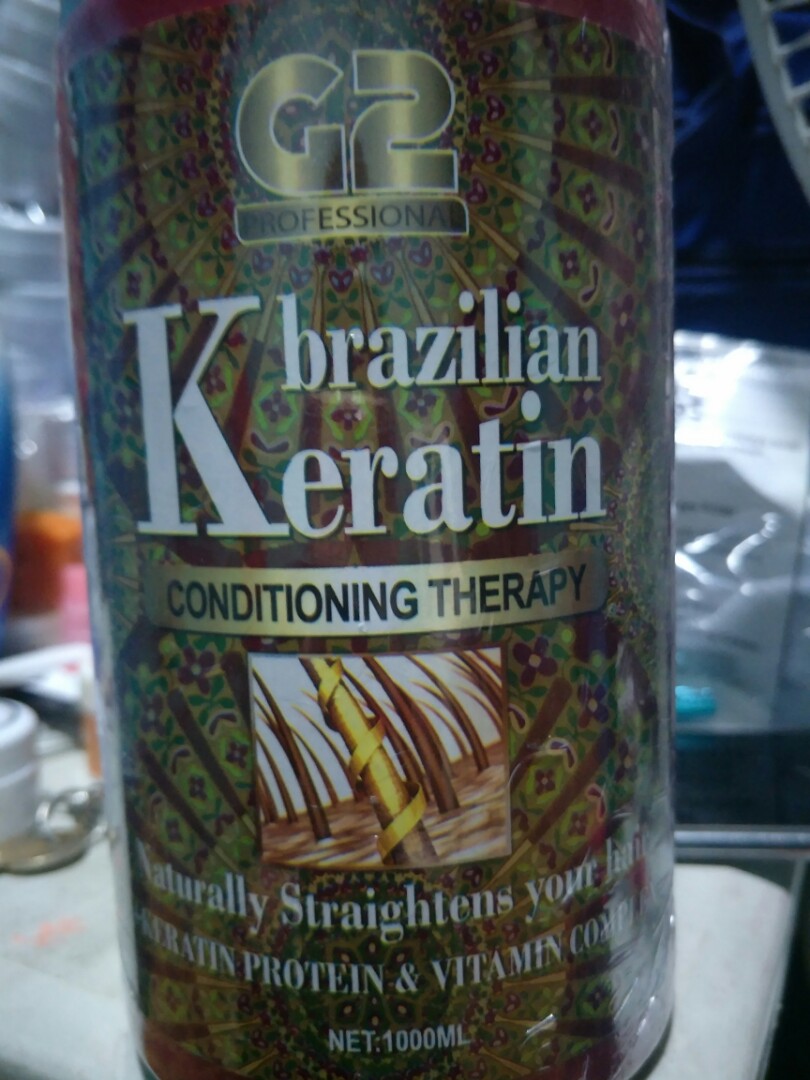 G2
PROFESSIONAL
brazilian
Keratin
CONDITIONING THERAPY
Naturally Straightens your hair
KERATIN PROTEIN & VITAMIN
NET:1000ML